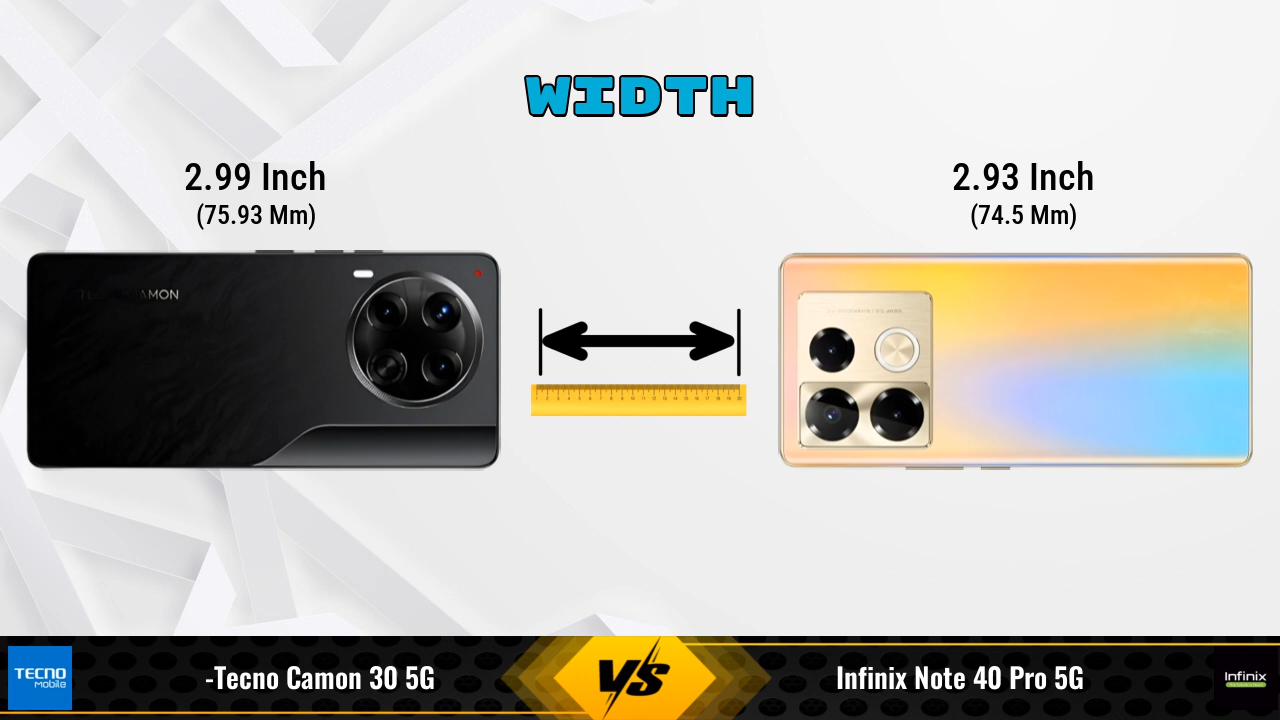 WIDTH
2.99 Inch
(75.93 Mm)
2.93 Inch
(74.5 Mm)
AMON
TECNO
mobile
-Tecno Camon 30 5G
VS
Infinix Note 40 Pro 5G
Infinix